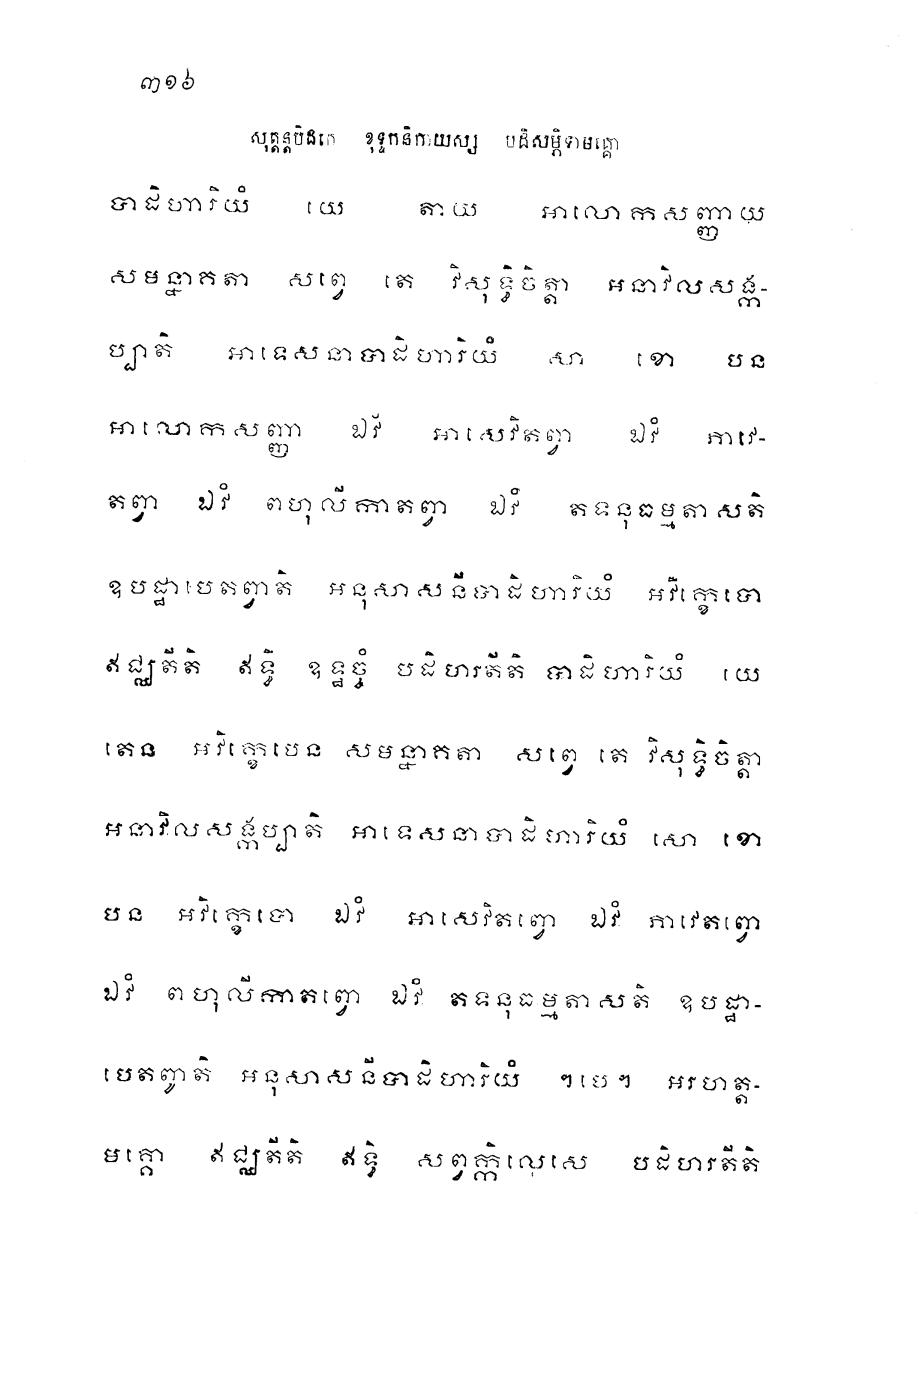 ៣១៦
សុត្តន្តបិដកេ ខុទ្ទកនិកាយស្ស បដិសម្ភិទាមគ្គោ
បាដិហារិយំ យេ តាយ អាលោកសញ្ញាយ
សមន្នាគតា សព្វេ តេ វិសុទ្ធិចិត្តា អនាវិលសង្ក-
ប្បាតិ អាទេសនាបាដិហារិយំ សា ខោ បន
អាលោកសញ្ញា ឯវំ អាសេវិតព្វា ឯវំ ភាវេ-
តព្វា ឯវំ ពហុលីកាតព្វា ឯវំ តទនុធម្មតាសតិ
ឧបដ្ឋាបេតព្វាតិ អនុសាសនីបាដិហារិយំ អវិក្ខេបោ
ឥជ្ឈតីតិ ឥទ្ធិ ឧទ្ធច្ចំ បដិហរតីតិ បាដិហារិយំ យេ
តេន អវិក្ខេបេន សមន្នាគតា សព្វេ តេ វិសុទ្ធិចិត្តា
អនាវិលសង្កប្បាតិ អាទេសនាបាដិហារិយំ សោ ខោ
បន អវិក្ខេបោ ឯវំ អាសេវិតព្វោ ឯវំ ភាវេតព្វោ
ឯវំ ពហុលីកាតព្វោ ឯវំ តទនុធម្មតាសតិ ឧបដ្ឋា-
បេតព្វាតិ អនុសាសនីបាដិហារិយំ ។បេ។ អរហត្ត-
មគ្គោ ឥជ្ឈតីតិ ឥទ្ធិ សព្វក្កិលេសេ បដិហរតីតិ